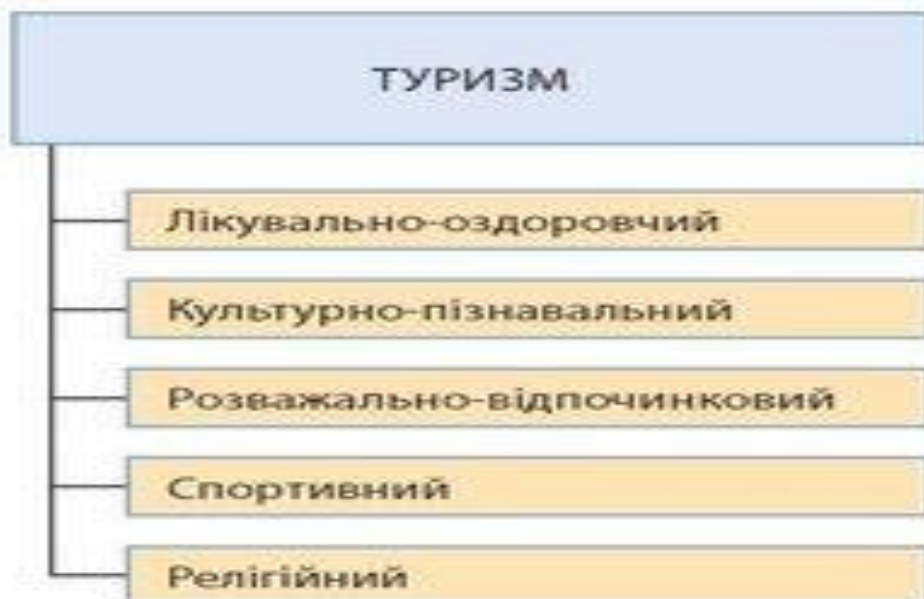 ТУРИЗМ
Лікувально-оздоровчий
Культурно-пізнавальний
Розважально-відпочинковий
Спортивний
Релігійний